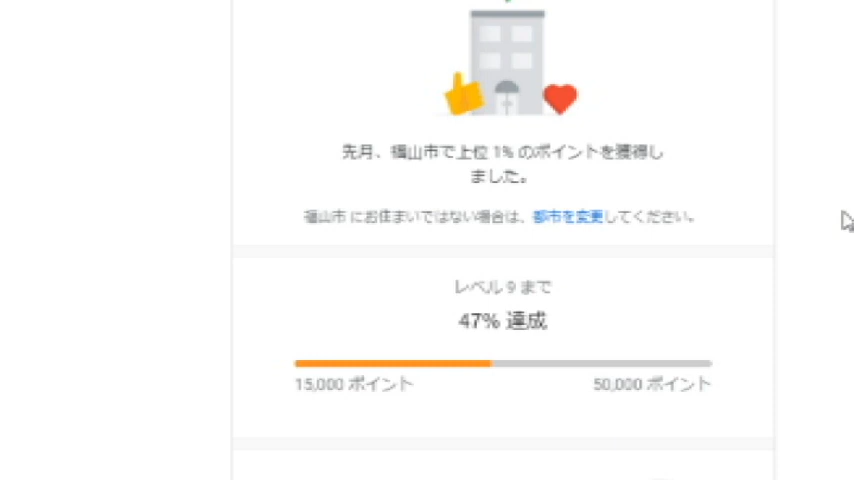 先月、福山市で上位 1% のポイントを獲得し
ました。
福山市 にお住まいではない場合は、都市を変更してください。
レベル 9 まで
47% 達成
15,000 ポイント
50,000 ポイント